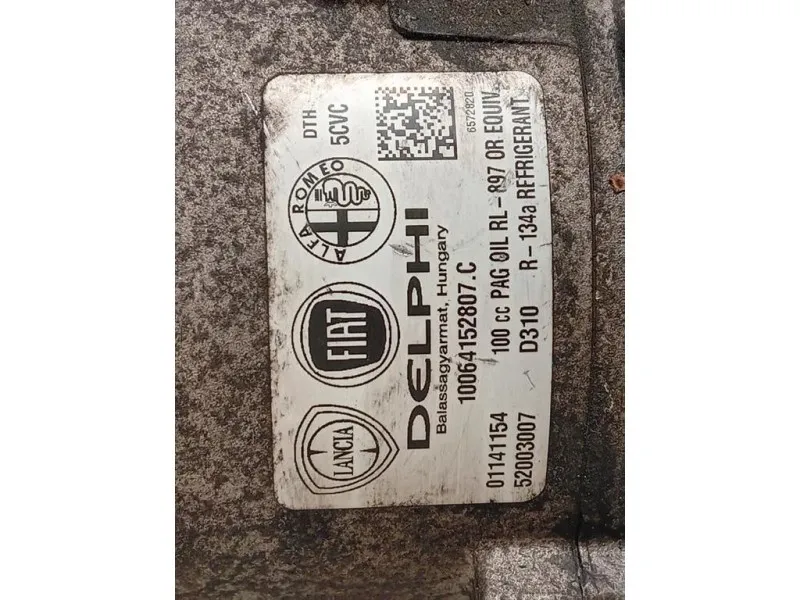 DTH
5CVC
6572820
LANCIA
FIAT
ALFA ROMEO
DELPHI
Balassagyarmat, Hungary
10064152807.C
100 cc PAG OIL RL-897 OR EQUIV.
01141154
D310
R-134a REFRIGERANT
52003007